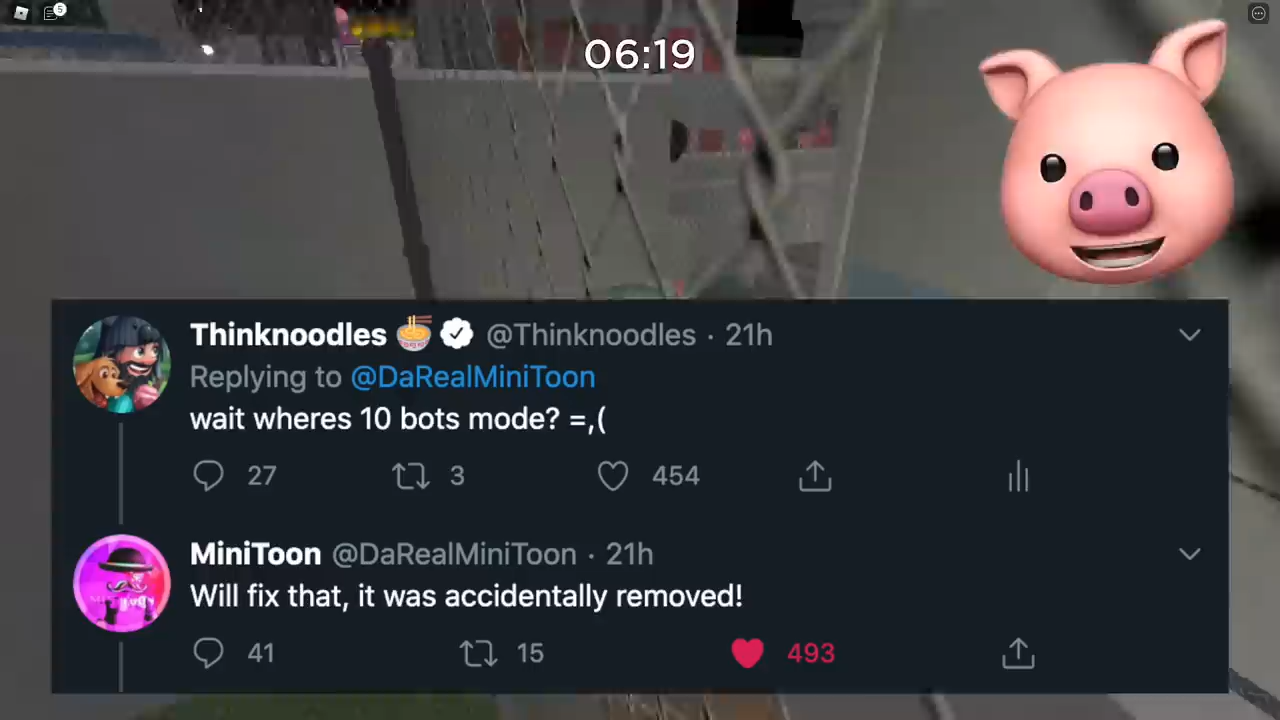 5
06:19
Thinknoodles 🍜 @Thinknoodles · 21h
Replying to @DaRealMiniToon
wait wheres 10 bots mode? =,(
27 3 454
MiniToon @DaRealMiniToon · 21h
Will fix that, it was accidentally removed!
41 15 493